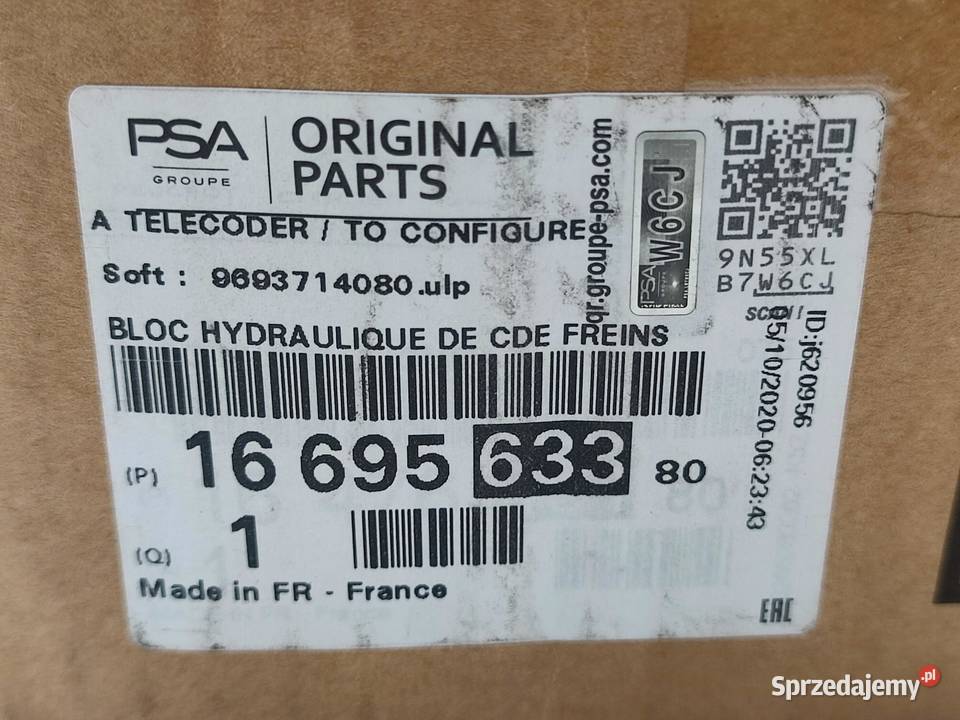 PSA
GROUPE
ORIGINAL
PARTS
A TELECODER / TO CONFIGURE
Soft : 9693714080.ulp
BLOC HYDRAULIQUE DE CDE FREINS
(P) 16 695 633 80
(Q) 1
Made in FR - France
qr.groupe-psa.com
PSA
W6CJ
9N55XL
B7W6CJ
SCAN!
ID:j620956
05/10/2020-06:23:43
EAC
Sprzedajemy.pl